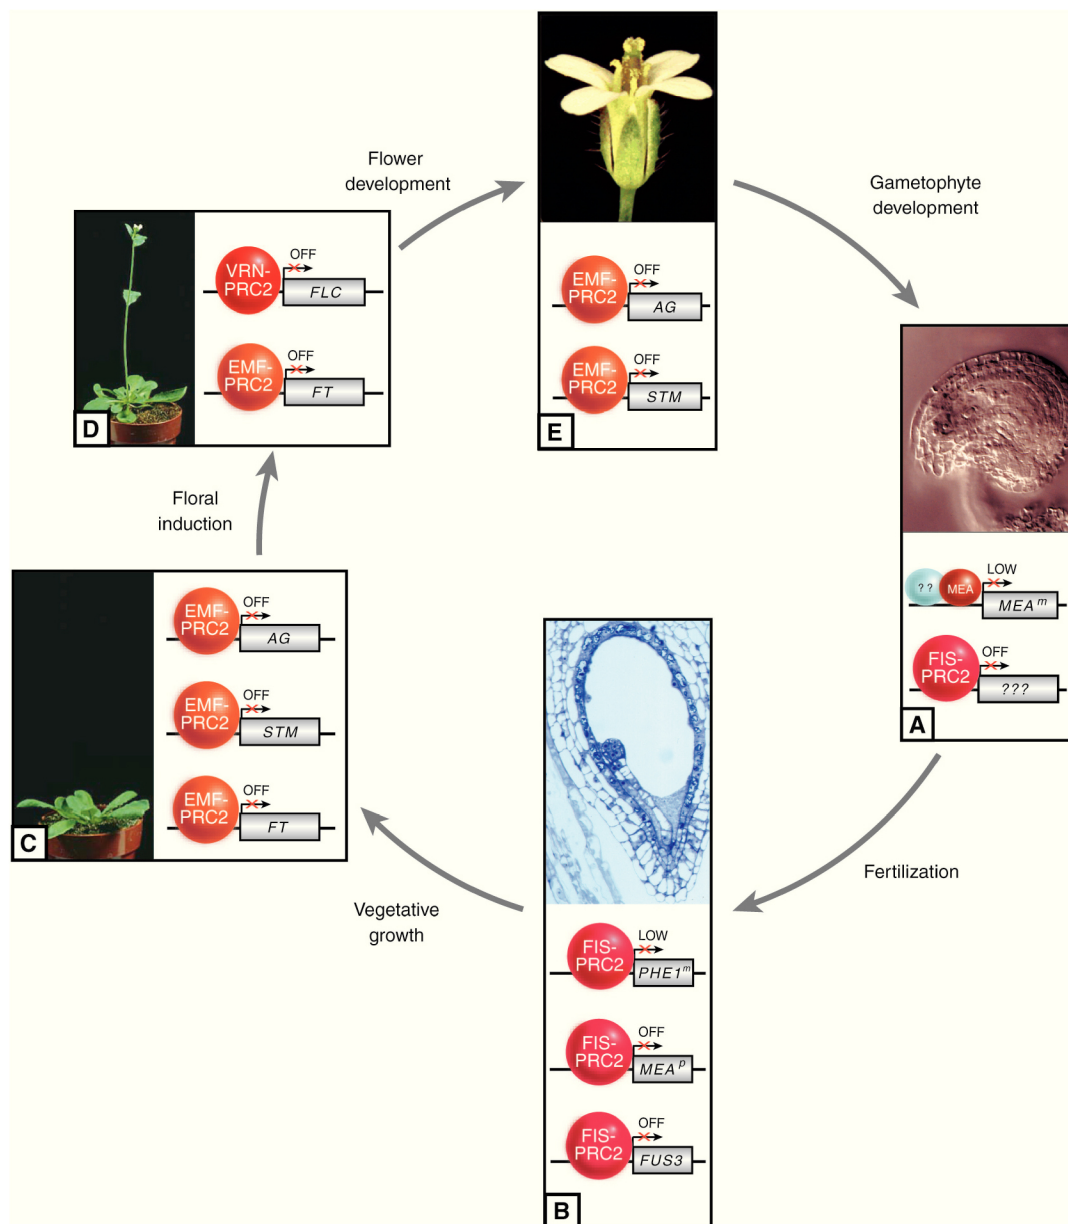 Flower
development
Gametophyte
development
VRN-
PRC2
OFF
FLC
EMF-
PRC2
OFF
FT
D
EMF-
PRC2
OFF
AG
EMF-
PRC2
OFF
STM
E
Floral
induction
?? MEA
LOW
MEA m
FIS-
PRC2
OFF
???
A
EMF-
PRC2
OFF
AG
EMF-
PRC2
OFF
STM
EMF-
PRC2
OFF
FT
C
Fertilization
Vegetative
growth
FIS-
PRC2
LOW
PHE1 m
FIS-
PRC2
OFF
MEA p
FIS-
PRC2
OFF
FUS3
B